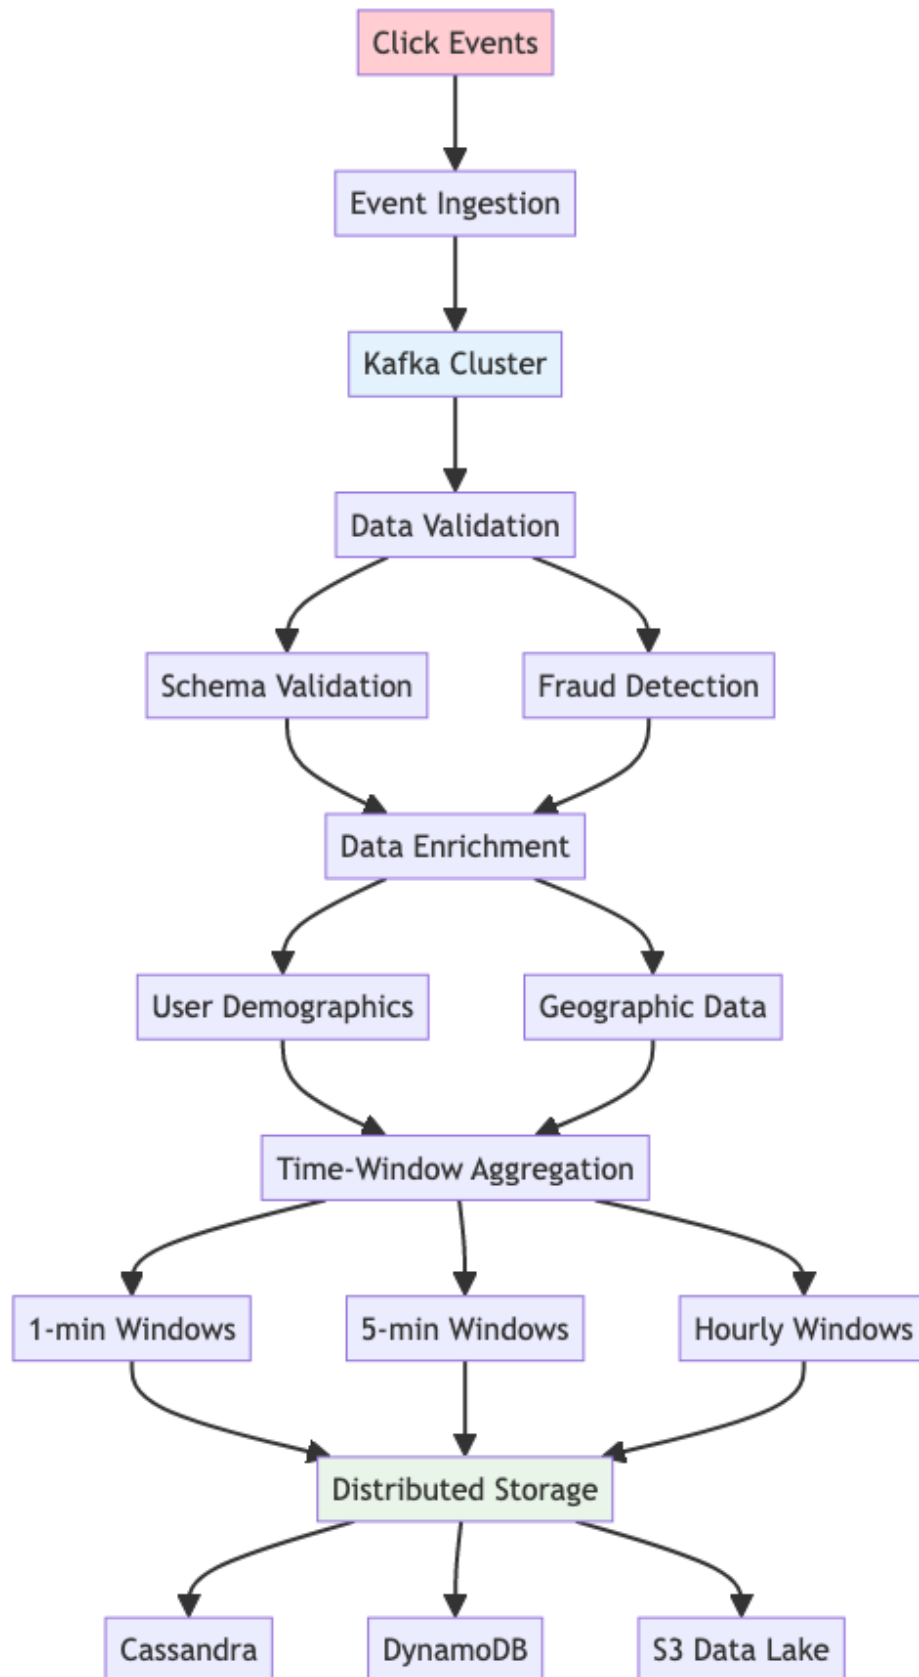 Click Events
Event Ingestion
Kafka Cluster
Data Validation
Schema Validation
Fraud Detection
Data Enrichment
User Demographics
Geographic Data
Time-Window Aggregation
1-min Windows
5-min Windows
Hourly Windows
Distributed Storage
Cassandra
DynamoDB
S3 Data Lake